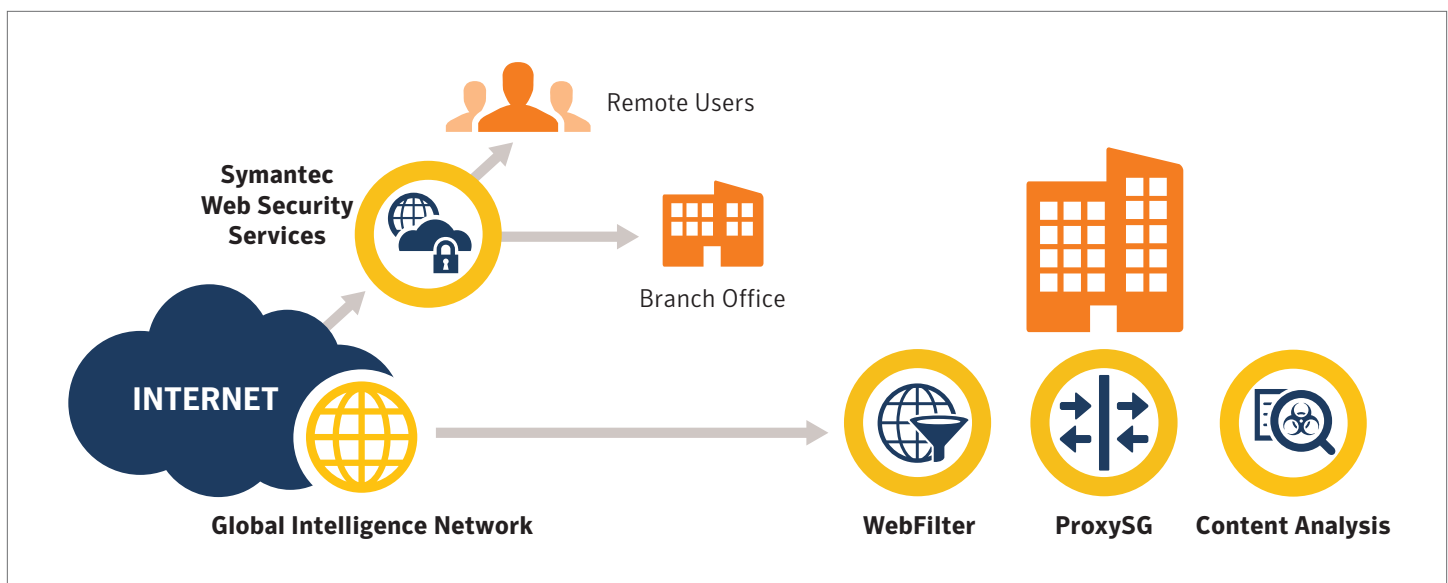 Remote Users
Symantec
Web Security
Services
Branch Office
INTERNET
Global Intelligence Network
WebFilter
ProxySG
Content Analysis